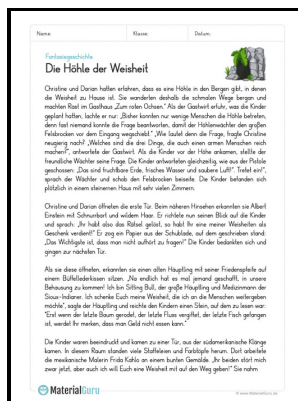 Name:
Klasse:
Datum:
Fantasiegeschichte
Die Höhle der Weisheit
Christine und Darian hatten erfahren, dass es eine Höhle in den Bergen gibt, in denen
die Weisheit zu Hause ist. Sie wanderten deshalb die schmalen Wege bergan und
machten Rast im Gasthaus „Zum roten Ochsen." Als der Gastwirt erfuhr, was die Kinder
geplant hatten, lachte er nur: „Bisher konnten nur wenige Menschen die Höhle betreten,
denn fast niemand konnte die Frage beantworten, damit der Höhlenwächter den großen
Felsbrocken vor dem Eingang wegschiebt." „Wie lautet denn die Frage, fragte Christine
neugierig nach? „Welches sind die drei Dinge, die auch einen armen Menschen reich
machen?", antwortete der Gastwirt. Als die Kinder vor der Höhle ankamen, stellte der
freundliche Wächter seine Frage. Die Kinder antworteten gleichzeitig, wie aus der Pistole
geschossen: „Das sind fruchtbare Erde, frisches Wasser und saubere Luft!". Tretet ein!",
sprach der Wächter und schob den Felsbrocken beiseite. Die Kinder befanden sich
plötzlich in einem steinernen Haus mit sehr vielen Zimmern.
Christine und Darian öffneten die erste Tür. Beim näheren Hinsehen erkannten sie Albert
Einstein mit Schnurrbart und wildem Haar. Er richtete nun seinen Blick auf die Kinder
und sprach: „Ihr habt also das Rätsel gelöst, so habt ihr eine meiner Weisheiten als
Geschenk verdient!" Er zog ein Papier aus der Schublade, auf dem geschrieben stand:
„Das Wichtigste ist, dass man nicht aufhört zu fragen!" Die Kinder bedankten sich und
gingen zur nächsten Tür.
Als sie diese öffneten, erkannten sie einen alten Häuptling mit einer Friedenspfeife auf
einem Büffellederkissen sitzen. „Na endlich hat es mal jemand geschafft, in unsere
Behausung zu kommen! Ich bin Sitting Bull, der große Häuptling und Medizinmann der
Sioux-Indianer. Ich schenke Euch meine Weisheit, die ich an die Menschen weitergeben
möchte", sagte der Häuptling und reichte den Kindern einen Stein, auf dem zu lesen war:
"Erst wenn der letzte Baum gerodet, der letzte Fluss vergiftet, der letzte Fisch gefangen
ist, werdet Ihr merken, dass man Geld nicht essen kann."
Die Kinder waren beeindruckt und kamen zu einer Tür, aus der südamerikanische Klänge
kamen. In diesem Raum standen viele Staffeleien und Farbtöpfe herum. Dort arbeitete
die mexikanische Malerin Frida Kahlo an einem bunten Gemälde. „Ihr beiden stört mich
zwar jetzt, aber auch ich will Euch eine Weisheit mit auf den Weg geben!" Sie nahm
MaterialGuru
© www.MaterialGuru.de